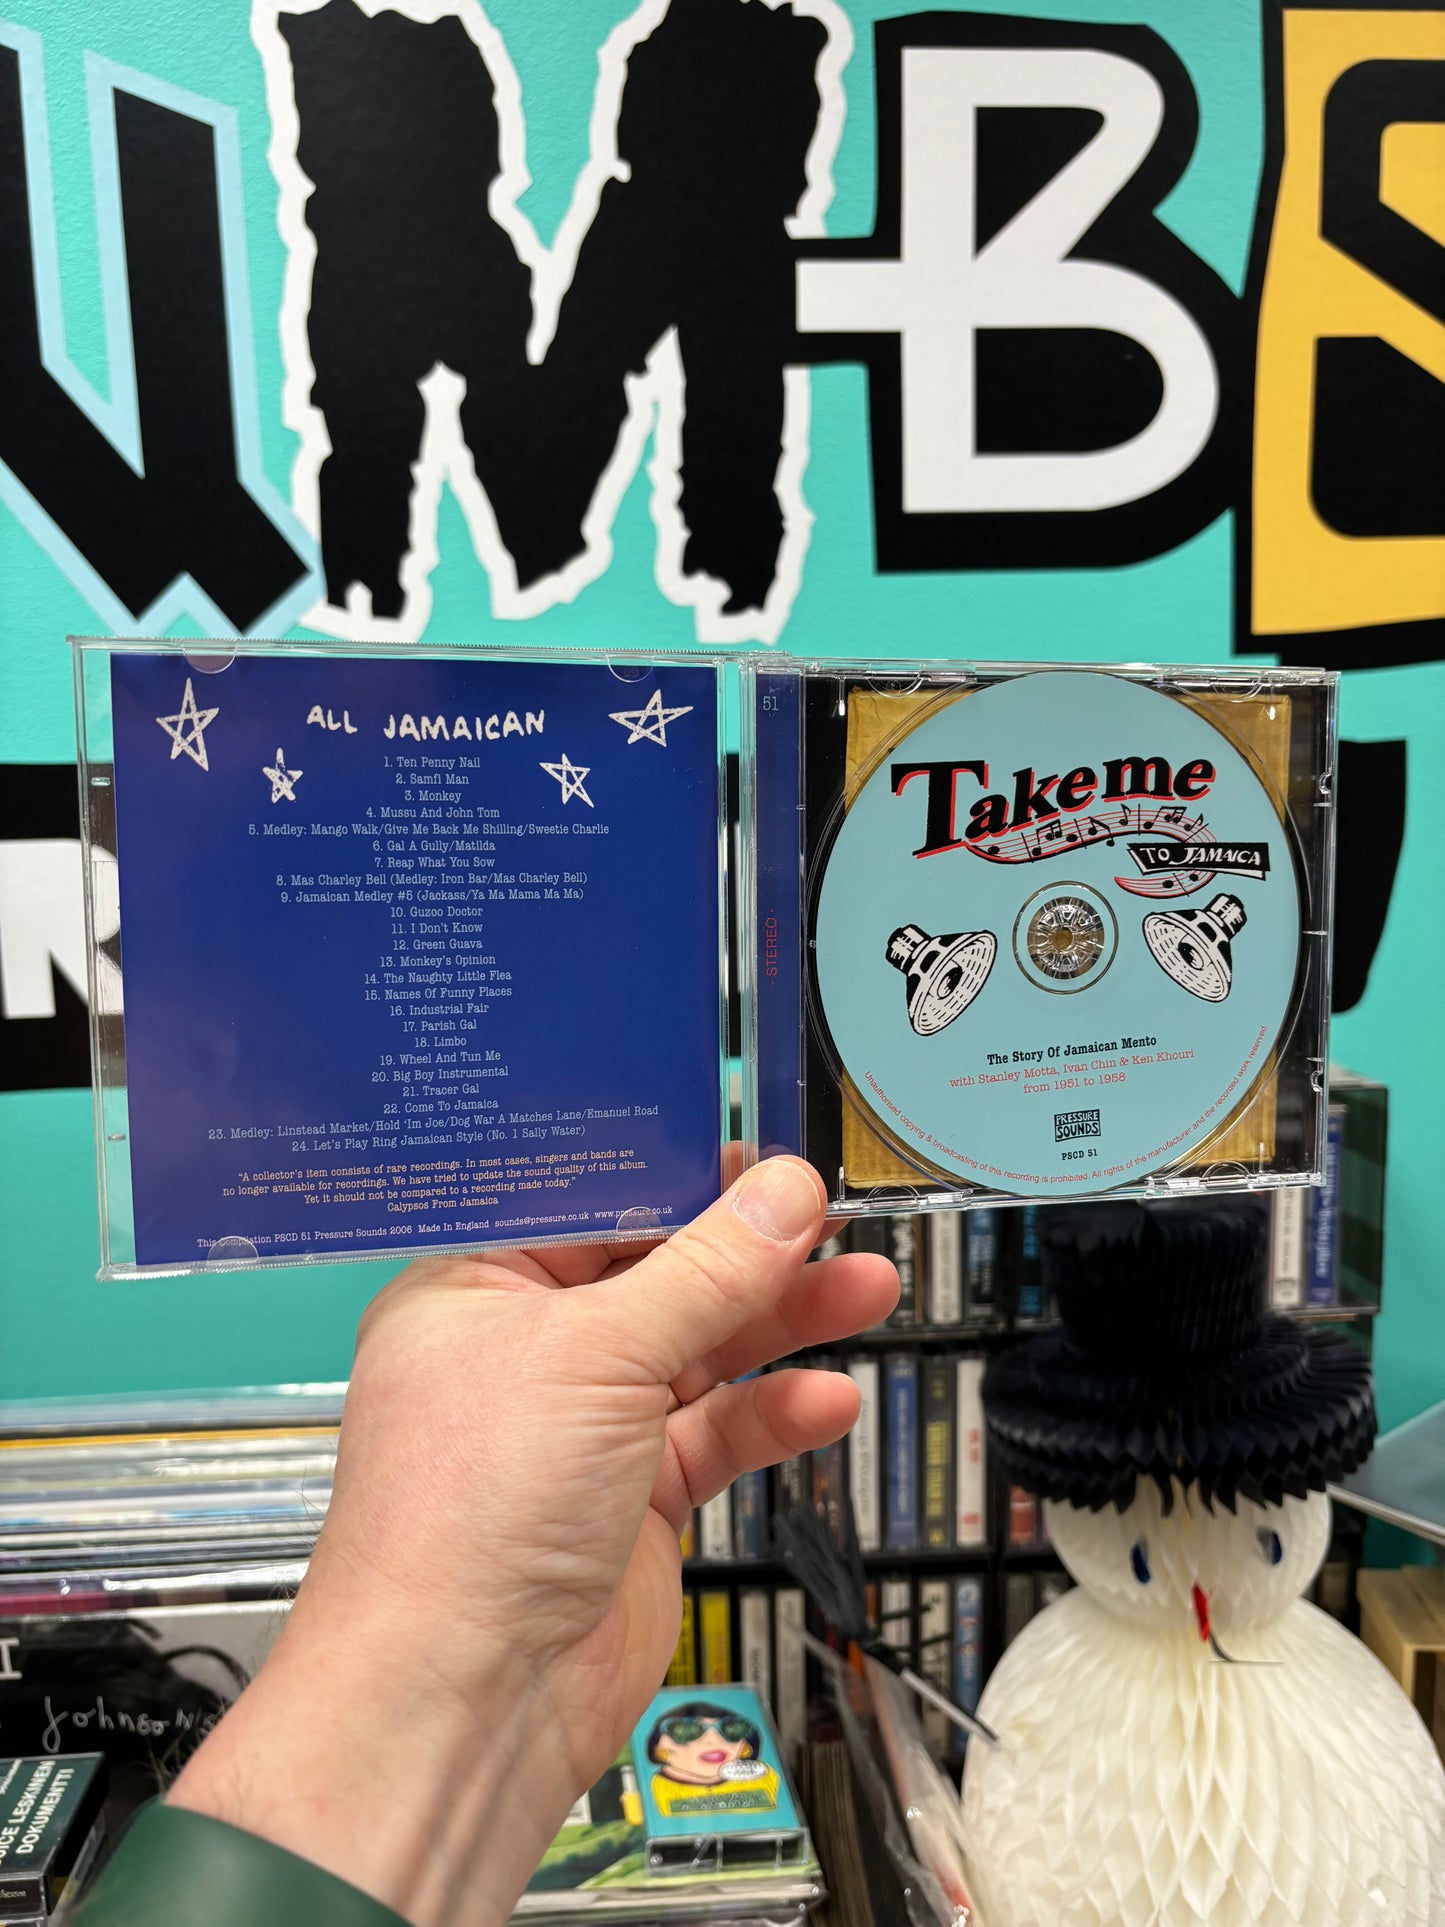 MB
ALL JAMAICAN
1. Ten Penny Nail
2. Samfi Man
3. Monkey
4. Mussu And John Tom
5. Medley: Mango Walk/Give Me Back Me Shilling/Sweetie Charlie
6. Gal A Gully/Matilda
7. Reap What You Sow
8. Mas Charley Bell (Medley: Iron Bar/Mas Charley Bell)
9. Jamaican Medley #5 (Jackass/Ya Ma Mama Ma Ma)
10. Guzoo Doctor
11. I Don't Know
12. Green Guava
13. Monkey's Opinion
14. The Naughty Little Flea
15. Names Of Funny Places
16. Industrial Fair
17. Parish Gal
18. Limbo
19. Wheel And Tun Me
20. Big Boy Instrumental
21. Tracer Gal
22. Come To Jamaica
23. Medley: Linstead Market/Hold 'Im Joe/Dog War A Matches Lane/Emanuel Road
24. Let's Play Ring Jamaican Style (No. 1 Sally Water)
"A collector's item consists of rare recordings. In most cases, singers and bands are
no longer available for recordings. We have tried to update the sound quality of this album.
Yet it should not be compared to a recording made today."
Calypsos From Jamaica
This Compilation PSCD 51 Pressure Sounds 2006 Made In England sounds@pressure.co.uk www.pressure.co.uk
51
- STEREO -
Take me
TO JAMAICA
The Story Of Jamaican Mento
with Stanley Motta, Ivan Chin & Ken Khouri
from 1951 to 1958
PRESSURE
SOUNDS
PSCD 51
Unauthorised copying & broadcasting of this recording is prohibited. All rights of the manufacturer and the recorded work reserved
Johnson
LESKINEN
DOKUMENTTI